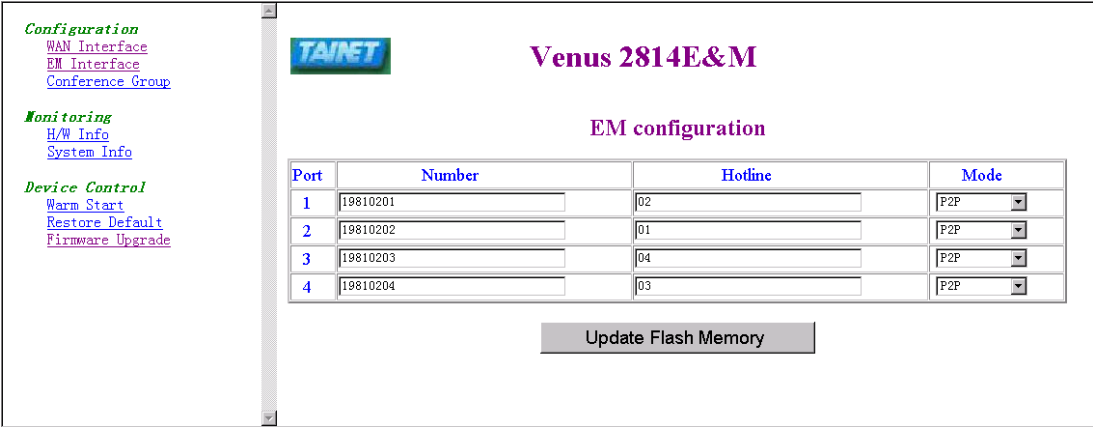 Configuration
WAN Interface
EM Interface
Conference Group
Monitoring
H/W Info
System Info
Device Control
Warm Start
Restore Default
Firmware Upgrade
TAINET
Venus 2814E&M
EM configuration
Port Number Hotline Mode
1 19810201 02 P2P
2 19810202 01 P2P
3 19810203 04 P2P
4 19810204 03 P2P
Update Flash Memory